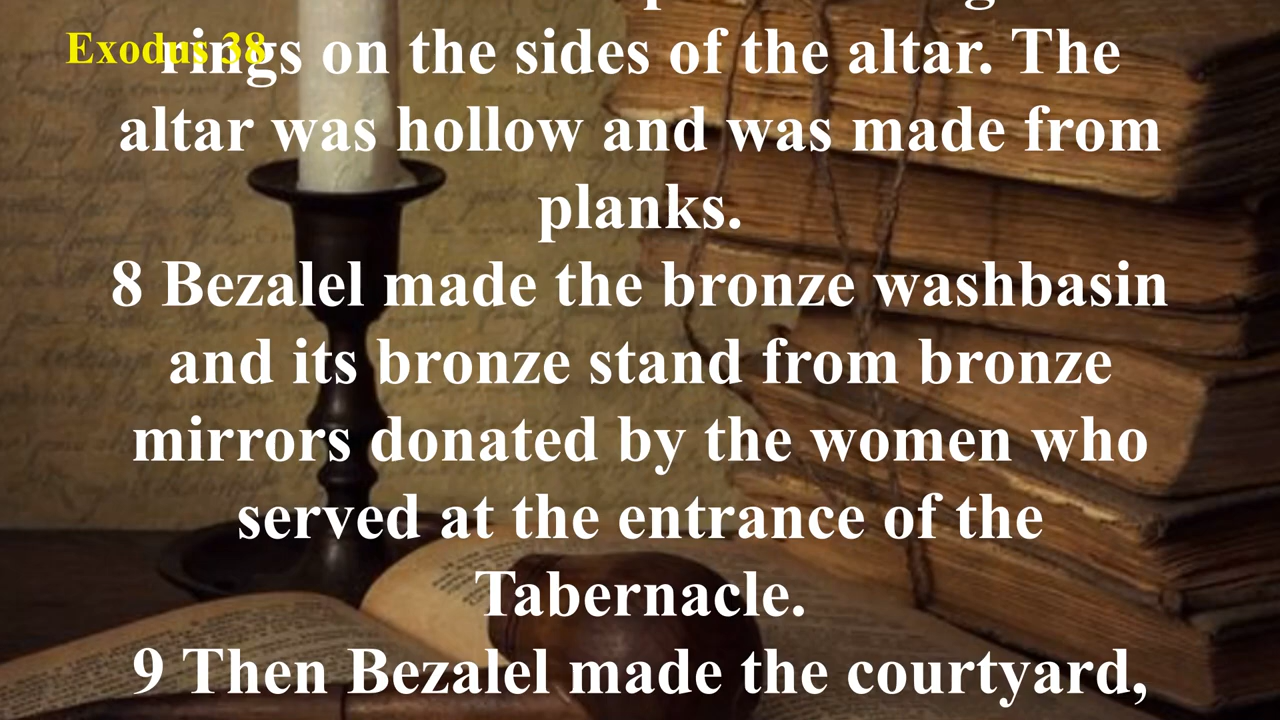 Exodus 38
rings on the sides of the altar. The
altar was hollow and was made from
planks.
8 Bezalel made the bronze washbasin
and its bronze stand from bronze
mirrors donated by the women who
served at the entrance of the
Tabernacle.
9 Then Bezalel made the courtyard,